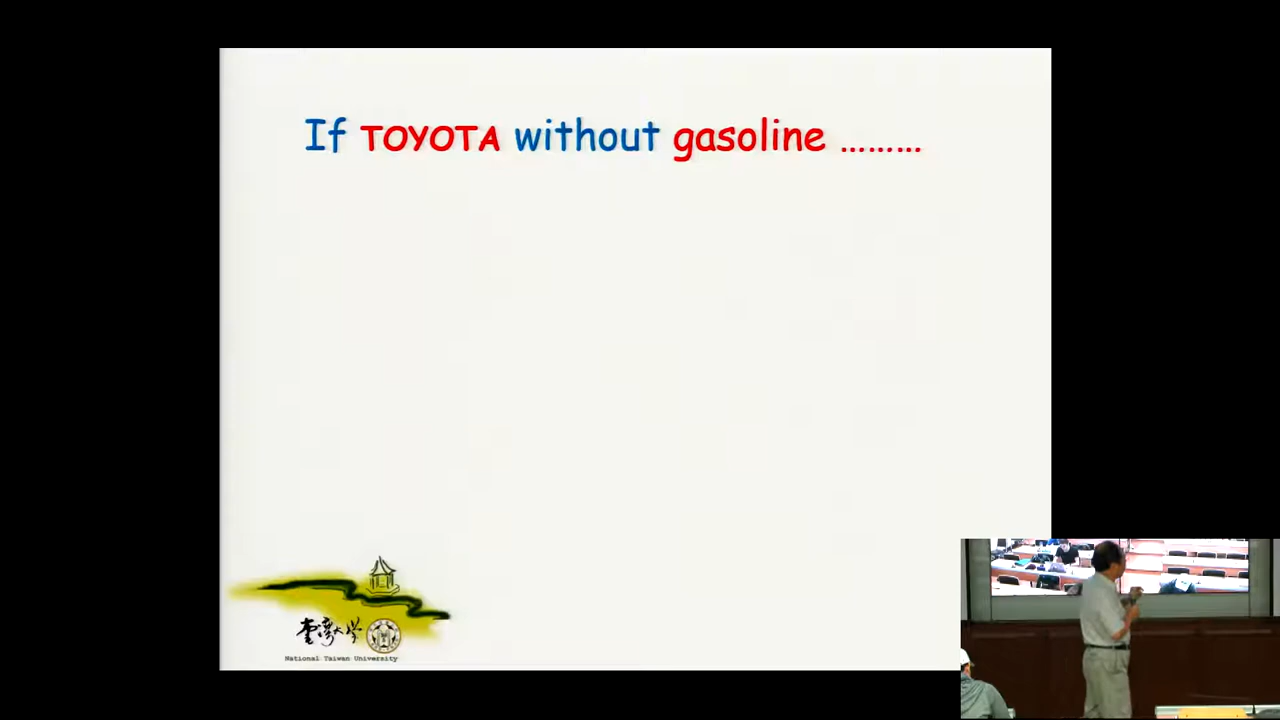 If TOYOTA without gasoline ………
臺灣大學
National Taiwan University